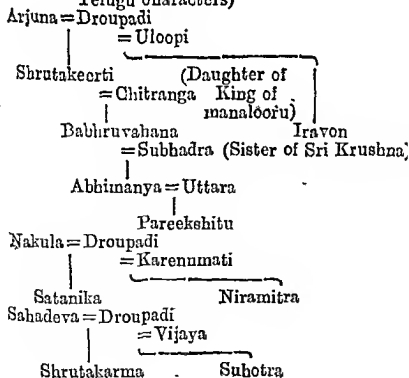 Telugu characters)
Arjuna = Droupadi
= Uloopi
Shrutakeerti (Daughter of
= Chitranga King of
manalooru)
Babhruvahana Iravon
= Subhadra (Sister of Sri Krushna)
Abhimanya = Uttara
Pareekshitu
Nakula = Droupadi
= Karenumati
Satanika Niramitra
Sahadeva = Droupadi
= Vijaya
Shrutakarma Suhotra